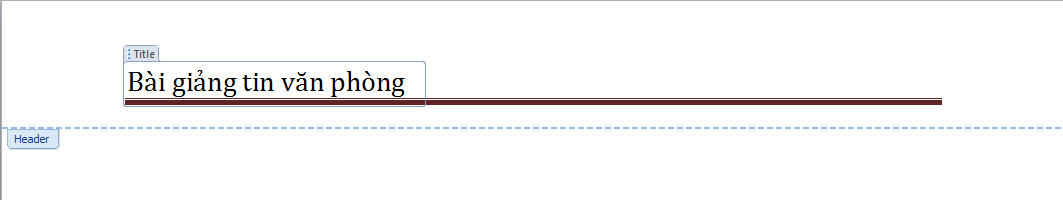 Title
Bài giảng tin văn phòng
Header